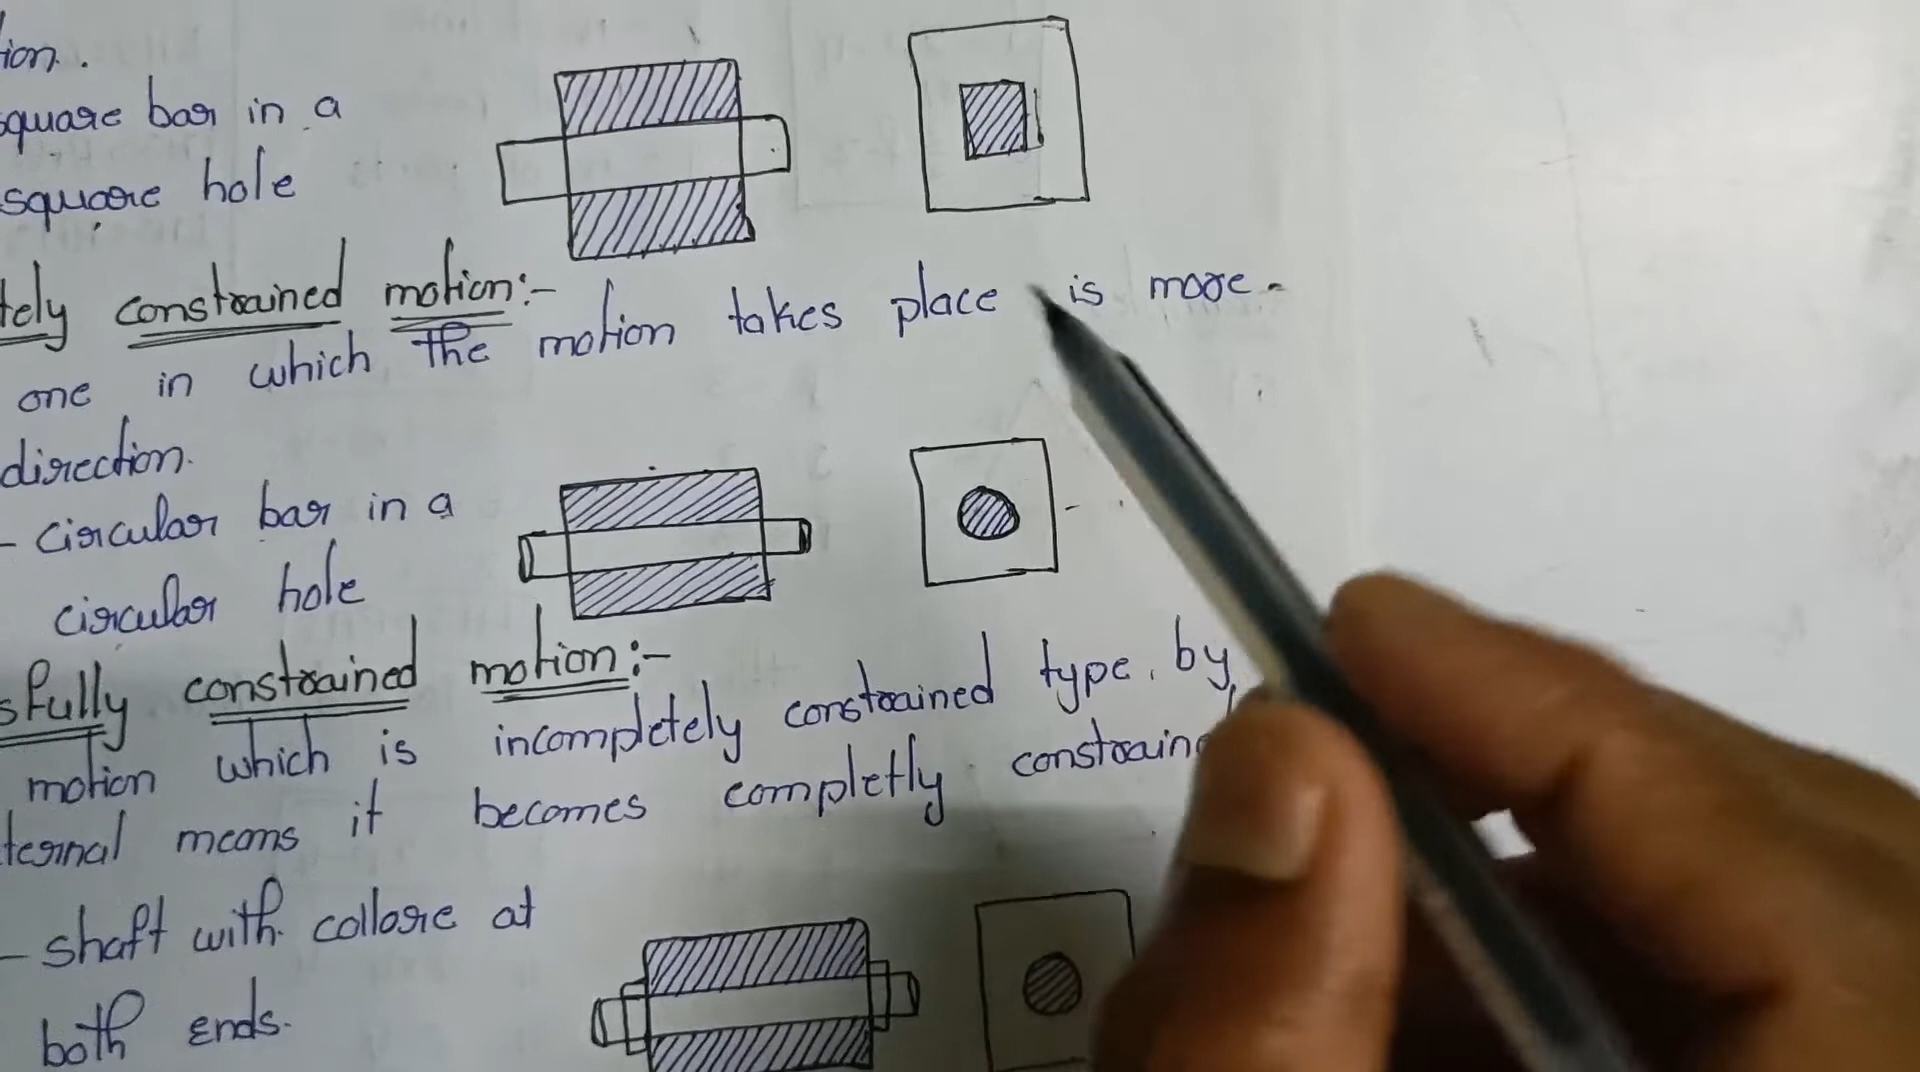 ion.
square bar in a
square hole
tely constrained motion:-
one in which the motion takes place is more-
direction.
- circular bar in a
circular hole
sfully constrained motion:-
motion which is incompletely constrained type. by
ternal means it becomes completly constrain
- shaft with collare at
both ends.